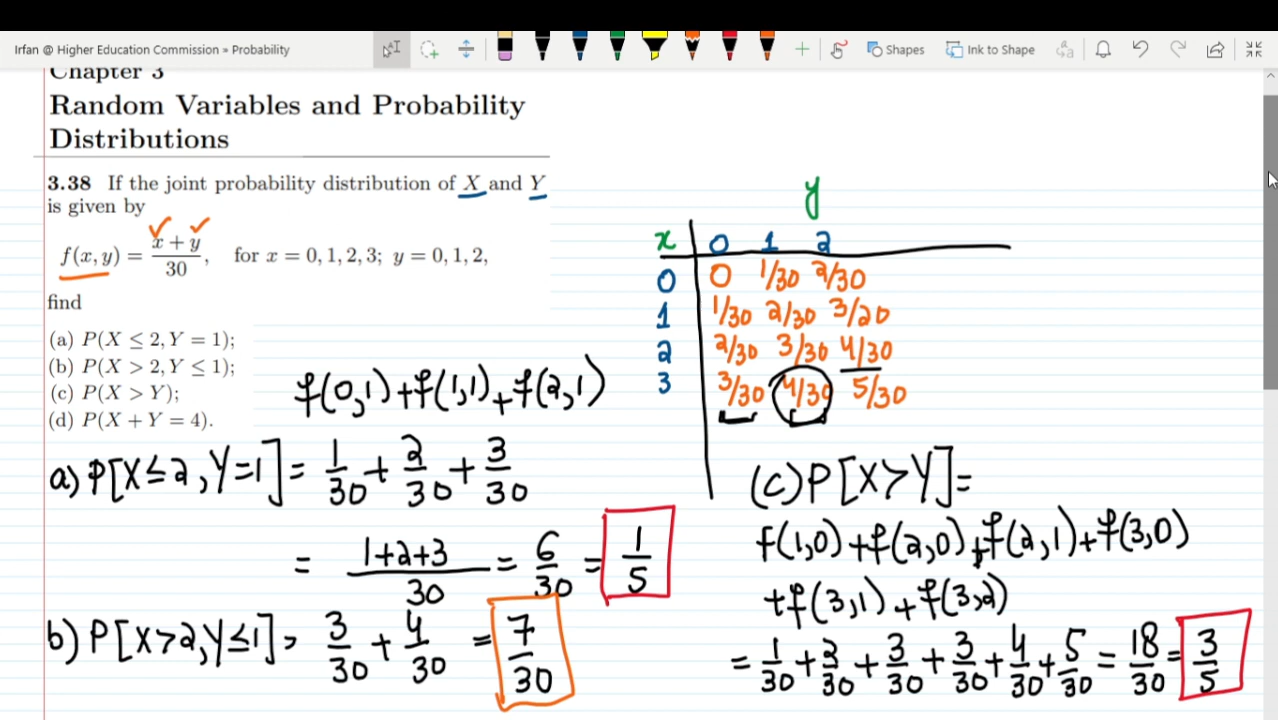 Irfan @ Higher Education Commission » Probability
Shapes
Ink to Shape
Chapter 3
Random Variables and Probability
Distributions
3.38 If the joint probability distribution of X and Y
is given by
f(x, y) = x + y / 30, for x = 0, 1, 2, 3; y = 0, 1, 2,
find
(a) P(X ≤ 2, Y = 1);
(b) P(X > 2, Y ≤ 1);
(c) P(X > Y);
(d) P(X + Y = 4).
y
x 0 1 2
0 0 1/30 2/30
1 1/30 2/30 3/20
2 2/30 3/30 4/30
3 3/30 4/30 5/30
f(0,1)+f(1,1)+f(2,1)
a) P[X≤2, Y=1] = 1/30 + 2/30 + 3/30
= 1+2+3/30 = 6/30 = 1/5
b) P[X>2, Y≤1] = 3/30 + 4/30 = 7/30
(c) P[X>Y] =
f(1,0)+f(2,0)+f(2,1)+f(3,0)
+f(3,1)+f(3,2)
= 1/30 + 2/30 + 3/30 + 3/30 + 4/30 + 5/30 = 18/30 = 3/5